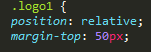 .logo1 {
position: relative;
margin-top: 50px;